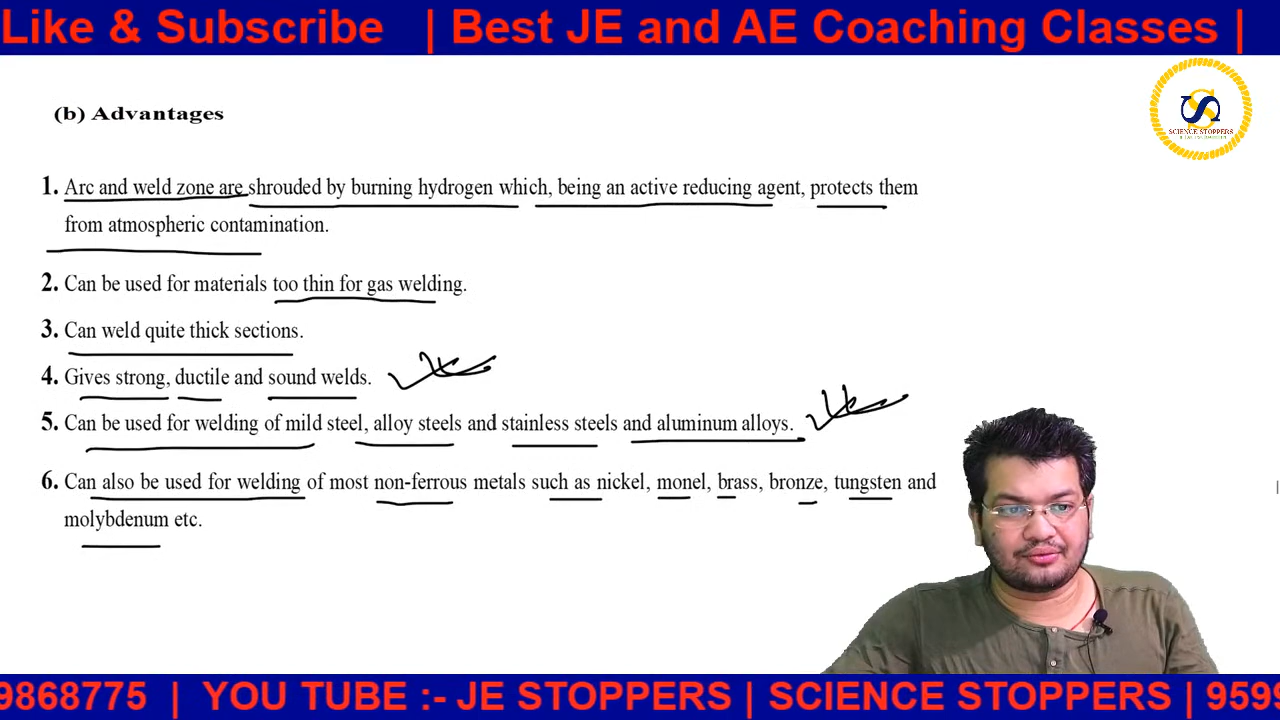 Like & Subscribe | Best JE and AE Coaching Classes |
SCIENCE STOPPERS
(b) Advantages
1. Arc and weld zone are shrouded by burning hydrogen which, being an active reducing agent, protects them
from atmospheric contamination.
2. Can be used for materials too thin for gas welding.
3. Can weld quite thick sections.
4. Gives strong, ductile and sound welds.
5. Can be used for welding of mild steel, alloy steels and stainless steels and aluminum alloys.
6. Can also be used for welding of most non-ferrous metals such as nickel, monel, brass, bronze, tungsten and
molybdenum etc.
9868775 | YOU TUBE :- JE STOPPERS | SCIENCE STOPPERS | 959